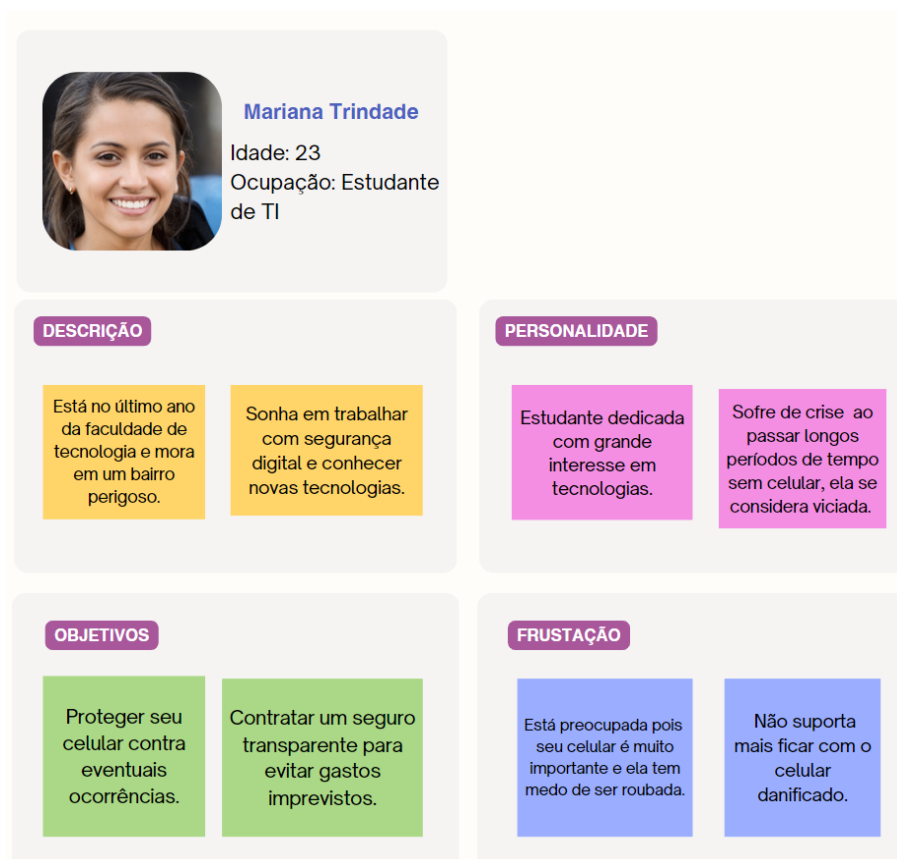 Mariana Trindade
Idade: 23
Ocupação: Estudante
de TI
DESCRIÇÃO
Está no último ano
da faculdade de
tecnologia e mora
em um bairro
perigoso.
Sonha em trabalhar
com segurança
digital e conhecer
novas tecnologias.
PERSONALIDADE
Estudante dedicada
com grande
interesse em
tecnologias.
Sofre de crise ao
passar longos
períodos de tempo
sem celular, ela se
considera viciada.
OBJETIVOS
Proteger seu
celular contra
eventuais
ocorrências.
Contratar um seguro
transparente para
evitar gastos
imprevistos.
FRUSTAÇÃO
Está preocupada pois
seu celular é muito
importante e ela tem
medo de ser roubada.
Não suporta
mais ficar com o
celular
danificado.